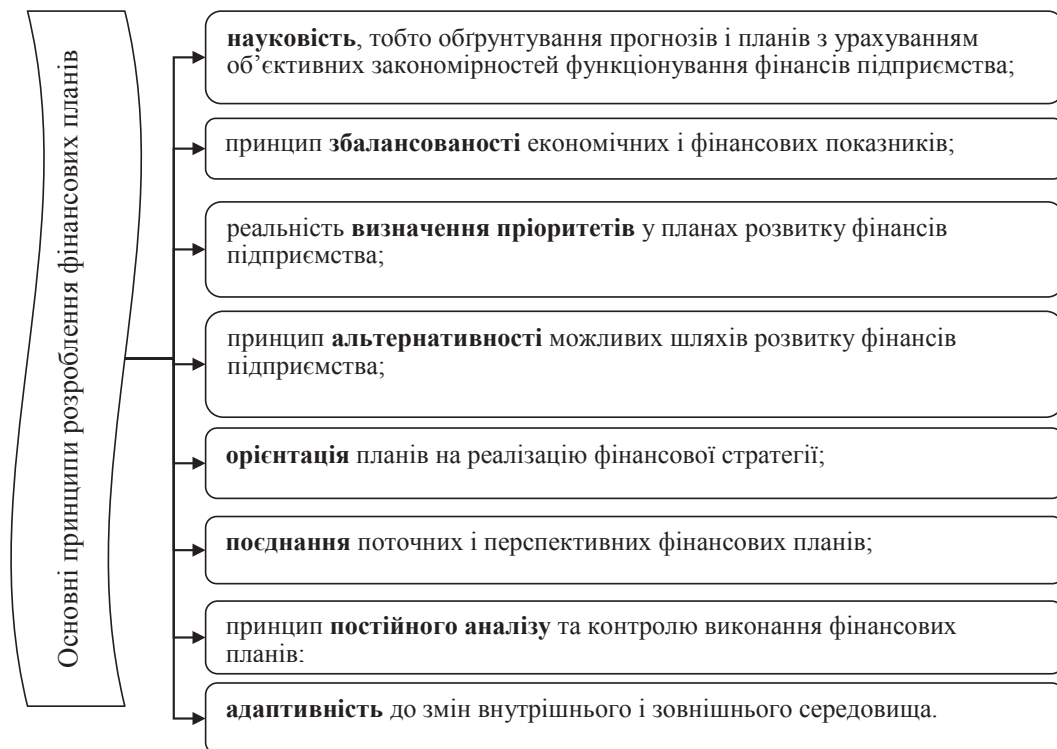 Основні принципи розроблення фінансових планів
науковість, тобто обґрунтування прогнозів і планів з урахуванням
об’єктивних закономірностей функціонування фінансів підприємства;
принцип збалансованості економічних і фінансових показників;
реальність визначення пріоритетів у планах розвитку фінансів
підприємства;
принцип альтернативності можливих шляхів розвитку фінансів
підприємства;
орієнтація планів на реалізацію фінансової стратегії;
поєднання поточних і перспективних фінансових планів;
принцип постійного аналізу та контролю виконання фінансових
планів:
адаптивність до змін внутрішнього і зовнішнього середовища.